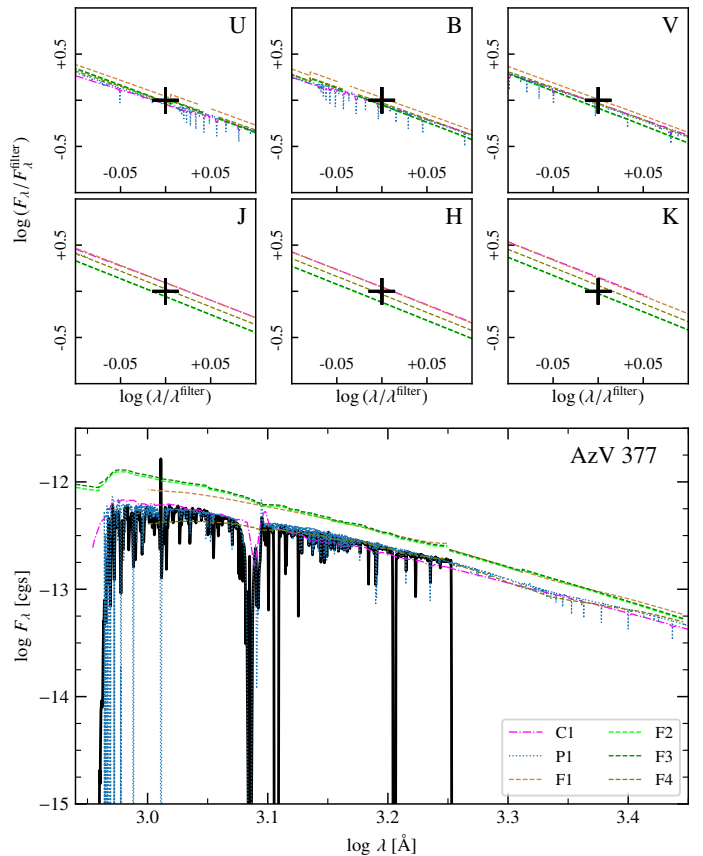 U B V
+0.5 +0.5 +0.5
-0.5 -0.5 -0.5
-0.05 +0.05 -0.05 +0.05 -0.05 +0.05
log (Fλ/Fλ^filter)
J H K
+0.5 +0.5 +0.5
-0.5 -0.5 -0.5
-0.05 +0.05 -0.05 +0.05 -0.05 +0.05
log (λ/λ^filter) log (λ/λ^filter) log (λ/λ^filter)
AzV 377
−12
−13
−14
−15
log Fλ [cgs]
C1 F2
P1 F3
F1 F4
3.0 3.1 3.2 3.3 3.4
log λ [Å]